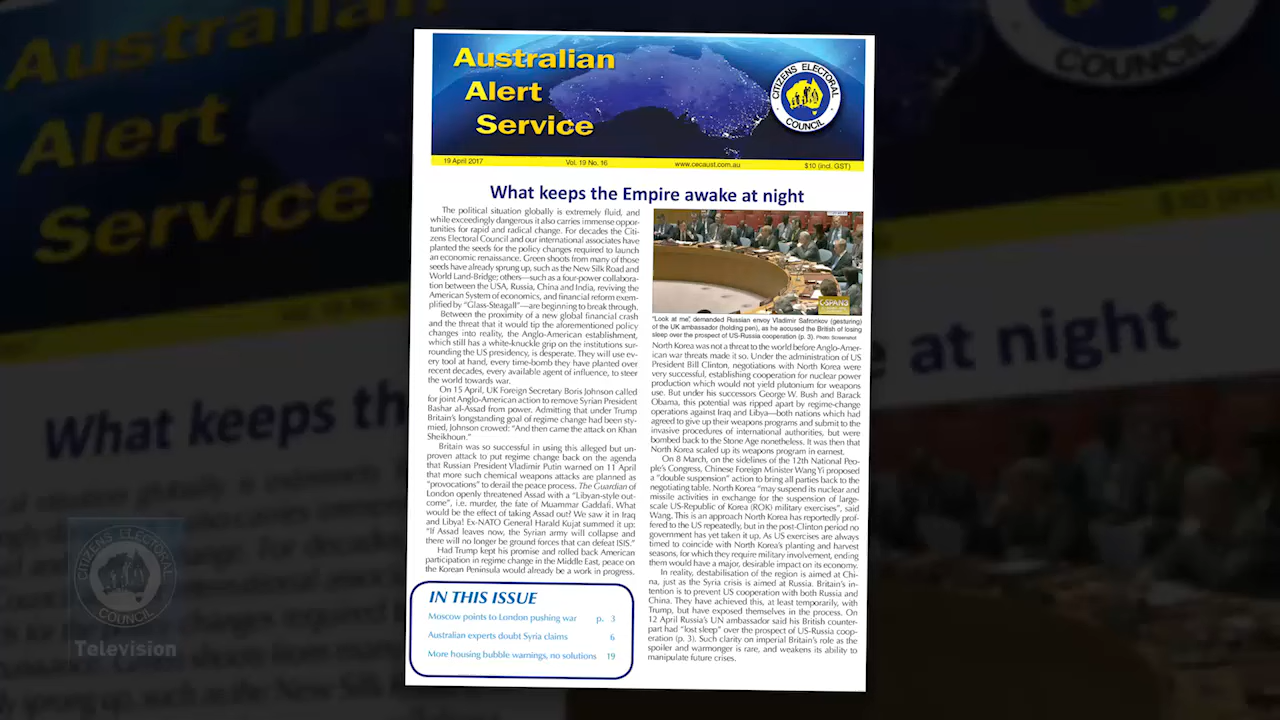 Australian
Alert
Service
CITIZENS ELECTORAL
COUNCIL
19 April 2017 Vol. 19 No. 16 www.cecaust.com.au $10 (incl. GST)
What keeps the Empire awake at night
The political situation globally is extremely fluid, and
while exceedingly dangerous it also carries immense oppor-
tunities for rapid and radical change. For decades the Citi-
zens Electoral Council and our international associates have
planted the seeds for the policy changes required to launch
an economic renaissance. Green shoots from many of those
seeds have already sprung up, such as the New Silk Road and
World Land-Bridge; others—such as a four-power collabora-
tion between the USA, Russia, China and India, reviving the
American System of economics, and financial reform exem-
plified by "Glass-Steagall"—are beginning to break through.
Between the proximity of a new global financial crash
and the threat that it would tip the aforementioned policy
changes into reality, the Anglo-American establishment,
which still has a white-knuckle grip on the institutions sur-
rounding the US presidency, is desperate. They will use ev-
ery tool at hand, every time-bomb they have planted over
recent decades, every available agent of influence, to steer
the world towards war.
On 15 April, UK Foreign Secretary Boris Johnson called
for joint Anglo-American action to remove Syrian President
Bashar al-Assad from power. Admitting that under Trump
Britain's longstanding goal of regime change had been sty-
mied, Johnson crowed: "And then came the attack on Khan
Sheikhoun."
Britain was so successful in using this alleged but un-
proven attack to put regime change back on the agenda
that Russian President Vladimir Putin warned on 11 April
that more such chemical weapons attacks are planned as
"provocations" to derail the peace process. The Guardian of
London openly threatened Assad with a "Libyan-style out-
come", i.e. murder, the fate of Muammar Gaddafi. What
would be the effect of taking Assad out? We saw it in Iraq
and Libya! Ex-NATO General Harald Kujat summed it up:
"If Assad leaves now, the Syrian army will collapse and
there will no longer be ground forces that can defeat ISIS."
Had Trump kept his promise and rolled back American
participation in regime change in the Middle East, peace on
the Korean Peninsula would already be a work in progress.
IN THIS ISSUE
Moscow points to London pushing war p. 3
Australian experts doubt Syria claims 6
More housing bubble warnings, no solutions 19
C-SPAN3
"Look at me", demanded Russian envoy Vladimir Safronkov (gesturing)
of the UK ambassador (holding pen), as he accused the British of losing
sleep over the prospect of US-Russia cooperation (p. 3). Photo: Screenshot
North Korea was not a threat to the world before Anglo-Amer-
ican war threats made it so. Under the administration of US
President Bill Clinton, negotiations with North Korea were
very successful, establishing cooperation for nuclear power
production which would not yield plutonium for weapons
use. But under his successors George W. Bush and Barack
Obama, this potential was ripped apart by regime-change
operations against Iraq and Libya—both nations which had
agreed to give up their weapons programs and submit to the
invasive procedures of international authorities, but were
bombed back to the Stone Age nonetheless. It was then that
North Korea scaled up its weapons program in earnest.
On 8 March, on the sidelines of the 12th National Peo-
ple's Congress, Chinese Foreign Minister Wang Yi proposed
a "double suspension" action to bring all parties back to the
negotiating table. North Korea "may suspend its nuclear and
missile activities in exchange for the suspension of large-
scale US-Republic of Korea (ROK) military exercises", said
Wang. This is an approach North Korea has reportedly prof-
fered to the US repeatedly, but in the post-Clinton period no
government has yet taken it up. As US exercises are always
timed to coincide with North Korea's planting and harvest
seasons, for which they require military involvement, ending
them would have a major, desirable impact on its economy.
In reality, destabilisation of the region is aimed at Chi-
na, just as the Syria crisis is aimed at Russia. Britain's in-
tention is to prevent US cooperation with both Russia and
China. They have achieved this, at least temporarily, with
Trump, but have exposed themselves in the process. On
12 April Russia's UN ambassador said his British counter-
part had "lost sleep" over the prospect of US-Russia coop-
eration (p. 3). Such clarity on imperial Britain's role as the
spoiler and warmonger is rare, and weakens its ability to
manipulate future crises.
CITIZENS ELECTORAL
COUNCIL
Television